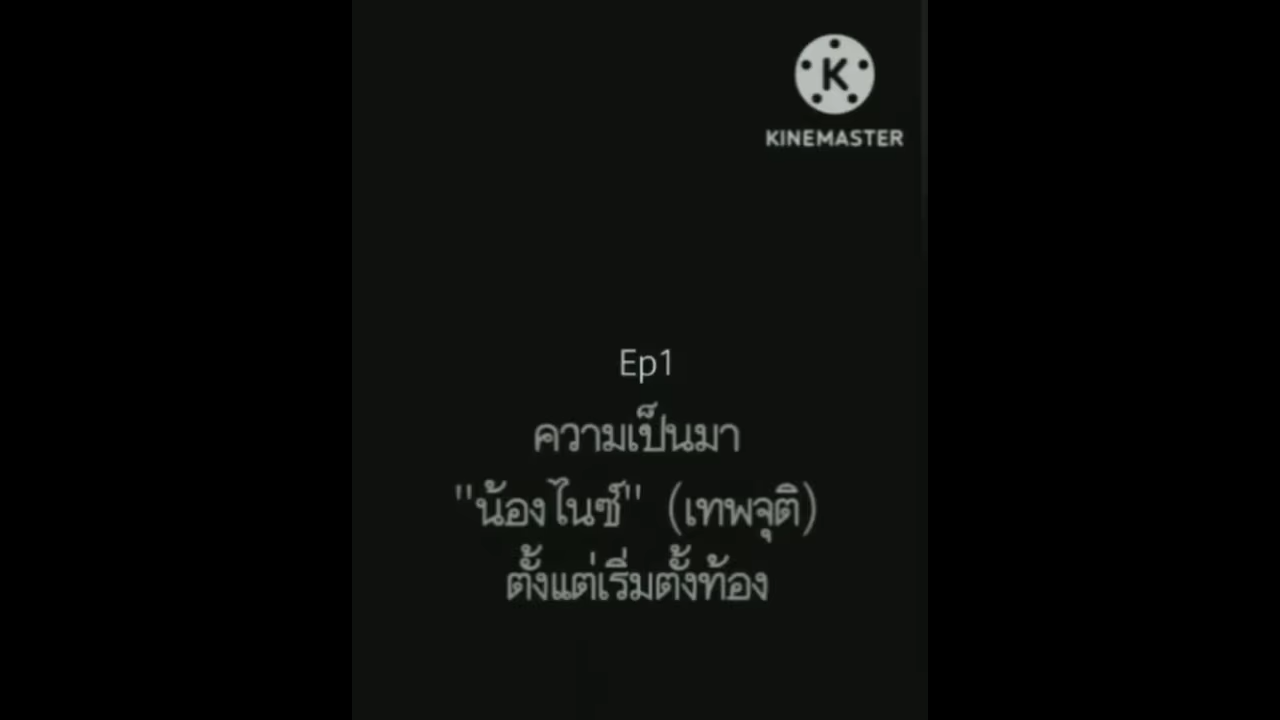 K
KINEMASTER
Ep1
ความเป็นมา
"น้องไนซ์" (เทพจุติ)
ตั้งแต่เริ่มตั้งท้อง